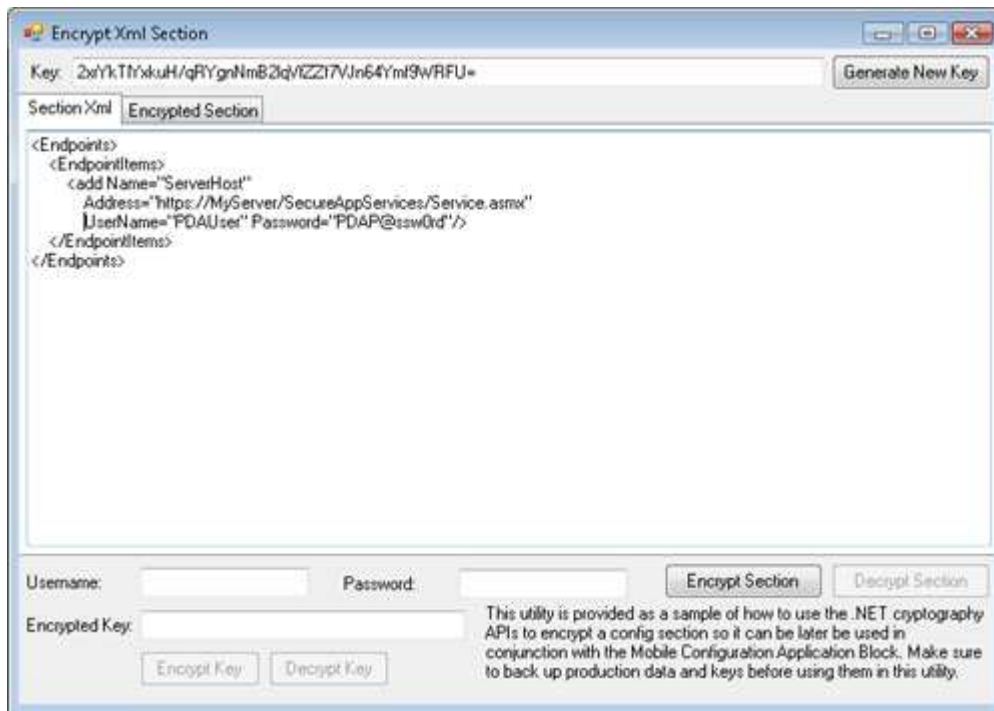 Encrypt Xml Section
Key: Generate New Key
Section Xml Encrypted Section
<Endpoints>
<EndpointItems>
<add Name="ServerHost"
Address="https://MyServer/SecureAppServices/Service.asmx"
UserName="PDAUser" Password="PDAP@ssw0rd"/>
</EndpointItems>
</Endpoints>
Username: Password: Encrypt Section Decrypt Section
Encrypted Key:
Encrypt Key Decrypt Key
This utility is provided as a sample of how to use the .NET cryptography
APIs to encrypt a config section so it can be later be used in
conjunction with the Mobile Configuration Application Block. Make sure
to back up production data and keys before using them in this utility.